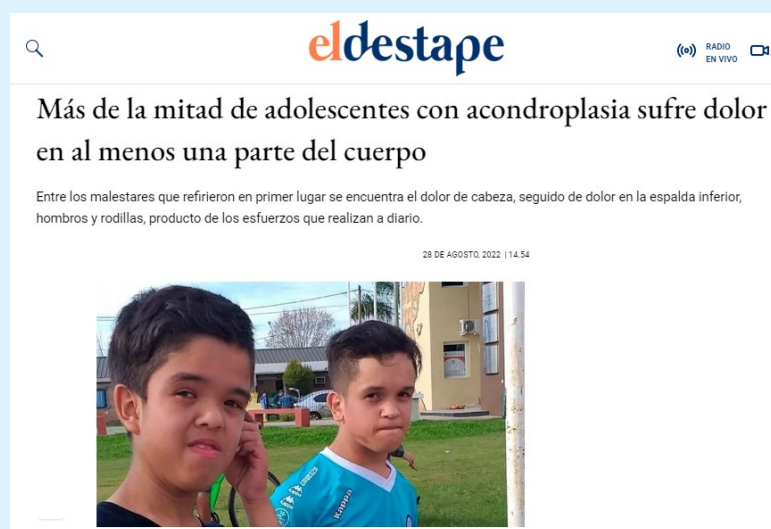 eldestape
RADIO
EN VIVO
Más de la mitad de adolescentes con acondroplasia sufre dolor
en al menos una parte del cuerpo
Entre los malestares que refirieron en primer lugar se encuentra el dolor de cabeza, seguido de dolor en la espalda inferior,
hombros y rodillas, producto de los esfuerzos que realizan a diario.
28 DE AGOSTO, 2022 | 14.54
Kappa
Kappa